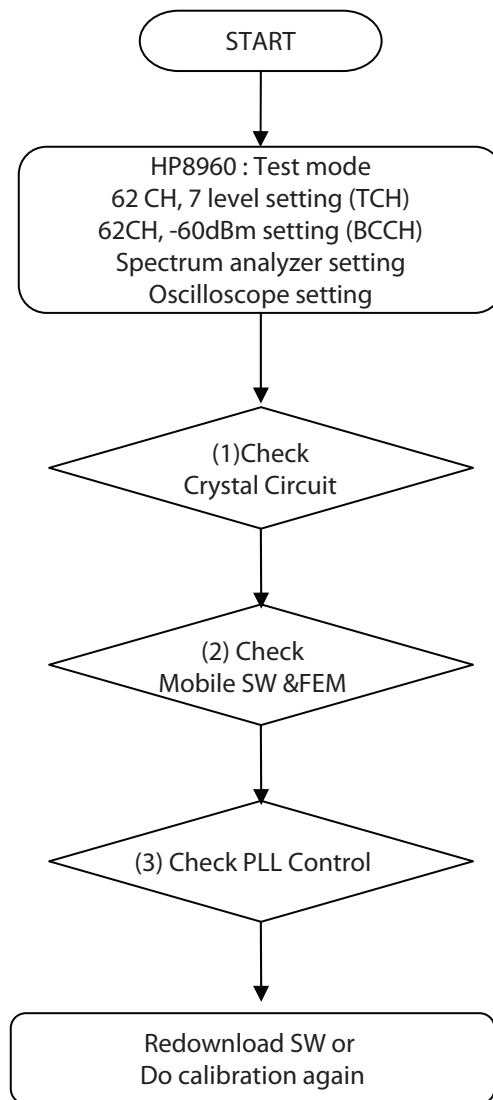 START
HP8960 : Test mode
62 CH, 7 level setting (TCH)
62CH, -60dBm setting (BCCH)
Spectrum analyzer setting
Oscilloscope setting
(1)Check
Crystal Circuit
(2) Check
Mobile SW &FEM
(3) Check PLL Control
Redownload SW or
Do calibration again